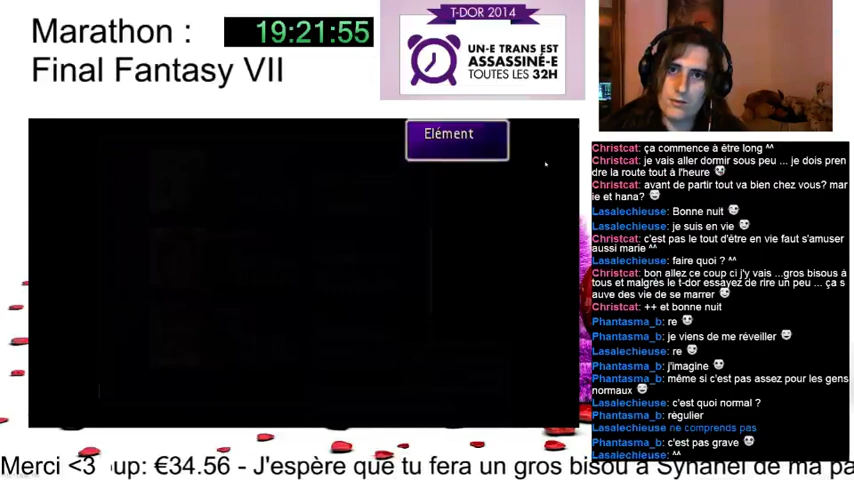 Marathon :
19:21:55
Final Fantasy VII
T-DOR 2014
UN·E TRANS EST
ASSASSINÉ·E
TOUTES LES 32H
Elément
Christcat: ça commence à être long ^^
Christcat: je vais aller dormir sous peu ... je dois pren
dre la route tout à l'heure
Christcat: avant de partir tout va bien chez vous? mar
ie et hana?
Lasalechieuse: Bonne nuit
Lasalechieuse: je suis en vie
Christcat: c'est pas le tout d'être en vie faut s'amuser
aussi marie ^^
Lasalechieuse: faire quoi ? ^^
Christcat: bon allez ce coup ci j'y vais ...gros bisous à
tous et malgrès le t-dor essayez de rire un peu ... ça s
auve des vie de se marrer
Christcat: ++ et bonne nuit
Phantasma_b: re
Phantasma_b: je viens de me réveiller
Lasalechieuse: re
Phantasma_b: j'imagine
Phantasma_b: même si c'est pas assez pour les gens
normaux
Lasalechieuse: c'est quoi normal ?
Phantasma_b: régulier
Lasalechieuse ne comprends pas
Phantasma_b: c'est pas grave
Lasalechieuse: ^^
Merci <3 oup: €34.56 - J'espère que tu fera un gros bisou à Synahel de ma pa